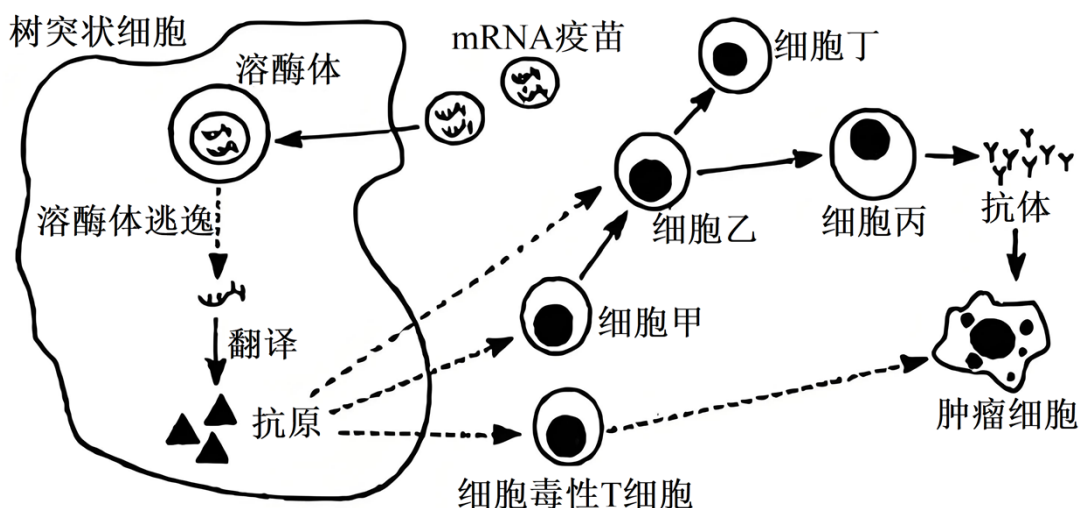 树突状细胞
溶酶体
mRNA疫苗
细胞丁
溶酶体逃逸
细胞乙
细胞丙
抗体
翻译
细胞甲
抗原
肿瘤细胞
细胞毒性T细胞